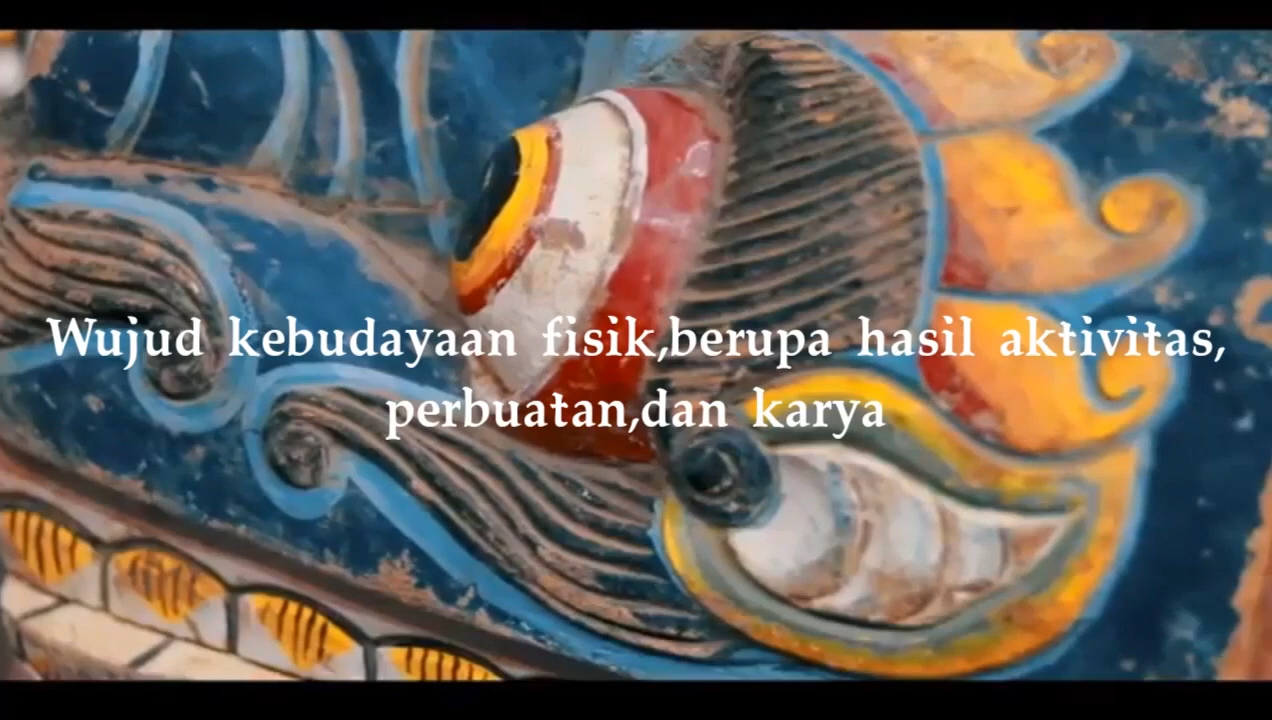 Wujud kebudayaan fisik,berupa hasil aktivitas,
perbuatan,dan karya